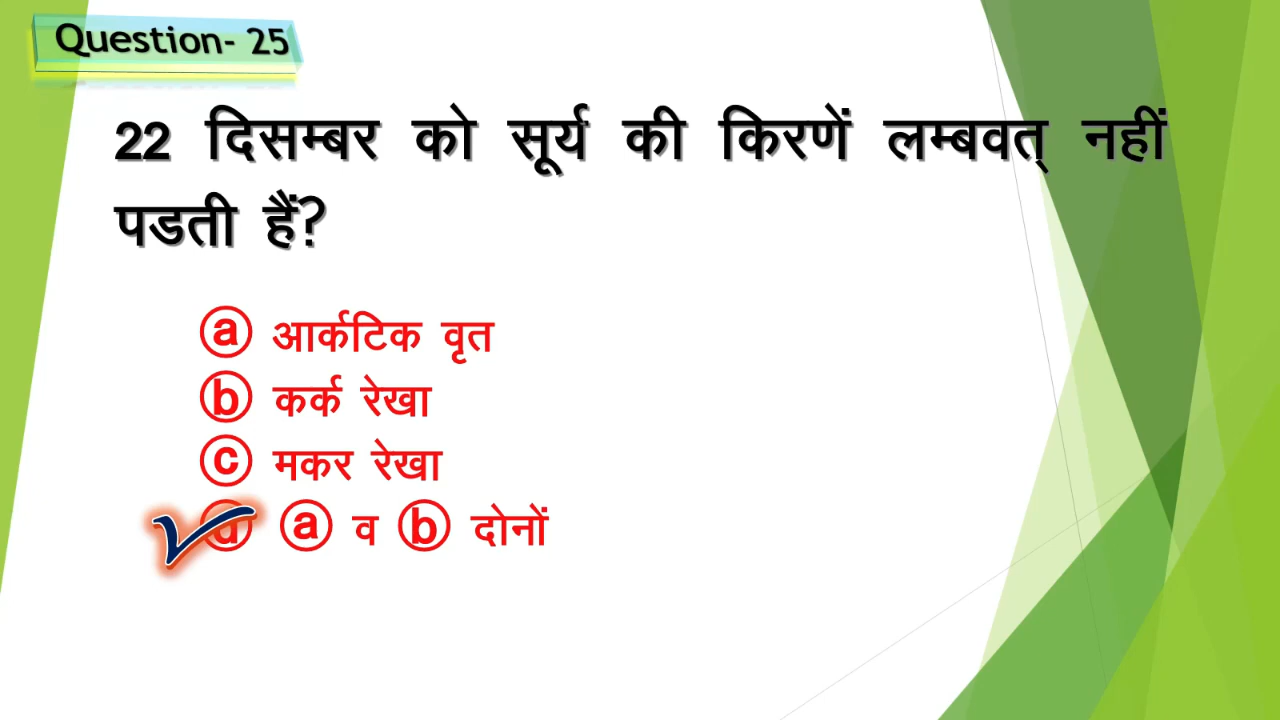 Question- 25
22 दिसम्बर को सूर्य की किरणें लम्बवत् नहीं
पडती हैं?
ⓐ आर्कटिक वृत
ⓑ कर्क रेखा
ⓒ मकर रेखा
ⓓ ⓐ व ⓑ दोनों